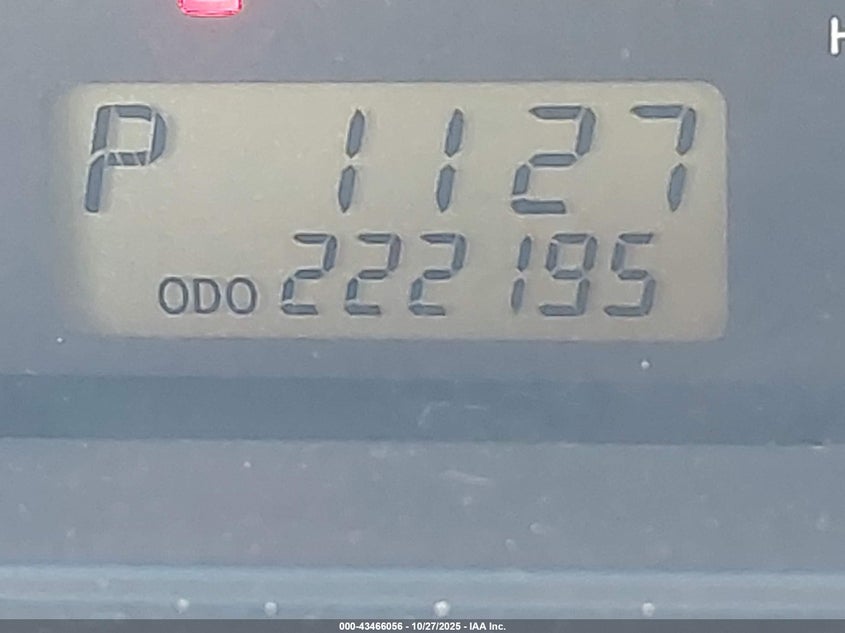 H
P 1127
ODO 222195
000-43466056 - 10/27/2025 - IAA Inc.